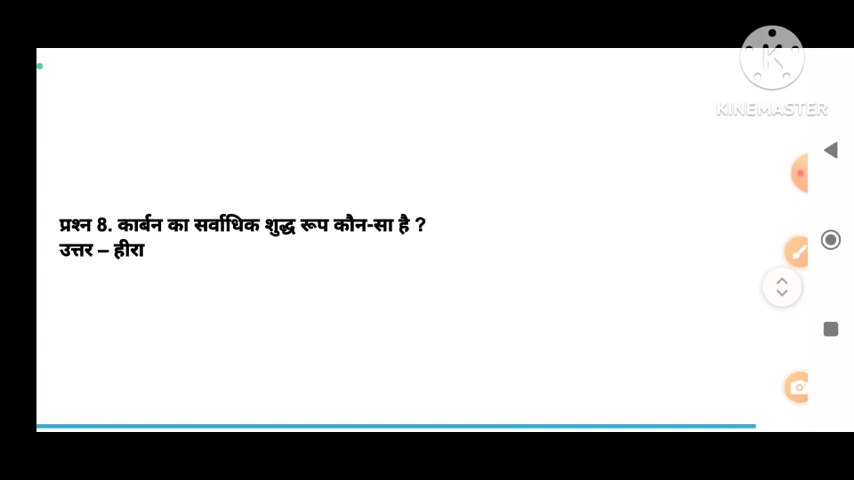 KINEMASTER
प्रश्न 8. कार्बन का सर्वाधिक शुद्ध रूप कौन-सा है ?
उत्तर – हीरा